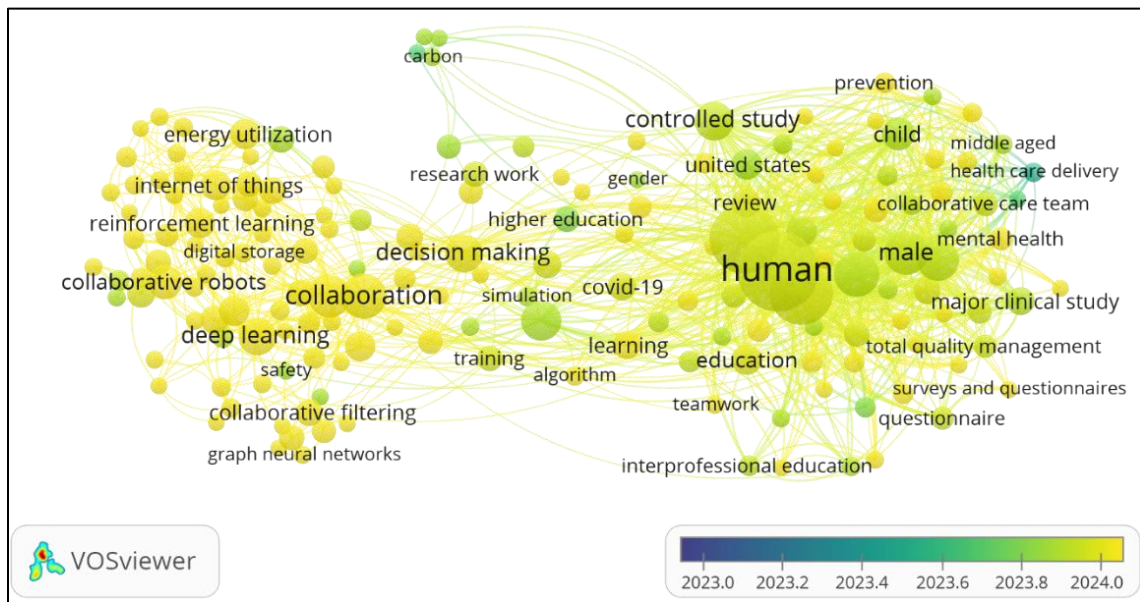 carbon
prevention
energy utilization
controlled study
child
middle aged
united states
health care delivery
research work
gender
internet of things
review
collaborative care team
reinforcement learning
higher education
digital storage
decision making
male
mental health
human
collaborative robots
collaboration
simulation
covid-19
major clinical study
deep learning
training
learning
education
total quality management
safety
algorithm
surveys and questionnaires
collaborative filtering
teamwork
questionnaire
graph neural networks
interprofessional education
VOSviewer
2023.0 2023.2 2023.4 2023.6 2023.8 2024.0